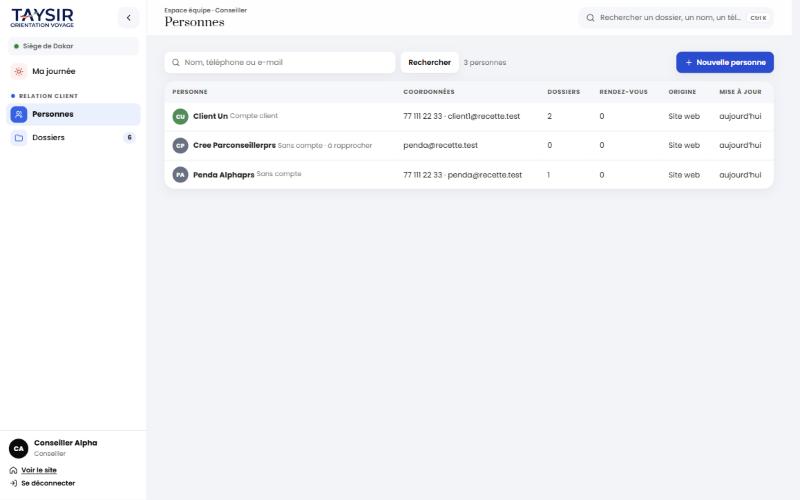 TAYSIR
ORIENTATION VOYAGE
Siège de Dakar
Ma journée
RELATION CLIENT
Personnes
Dossiers 6
Espace équipe · Conseiller
Personnes
Rechercher un dossier, un nom, un tél... Ctrl K
Nom, téléphone ou e-mail
Rechercher
3 personnes
+ Nouvelle personne
PERSONNE COORDONNÉES DOSSIERS RENDEZ-VOUS ORIGINE MISE À JOUR
CU Client Un Compte client 77 111 22 33 · client1@recette.test 2 0 Site web aujourd'hui
CP Cree Parconseillerprs Sans compte · à rapprocher penda@recette.test 0 0 Site web aujourd'hui
PA Penda Alphaprs Sans compte 77 111 22 33 · penda@recette.test 1 0 Site web aujourd'hui
CA Conseiller Alpha
Conseiller
Voir le site
Se déconnecter